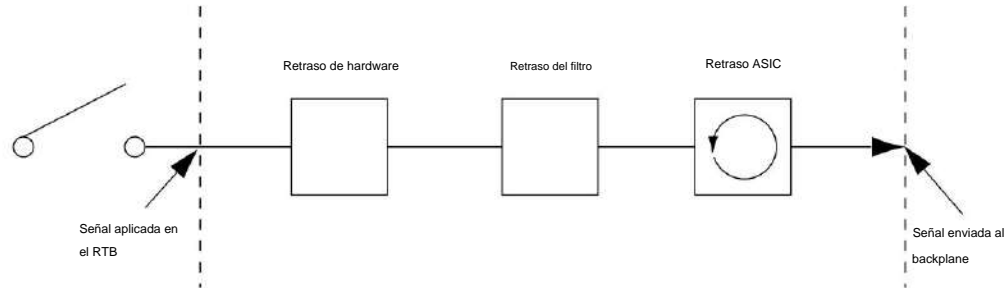 Retraso de hardware
Retraso del filtro
Retraso ASIC
Señal aplicada en
el RTB
Señal enviada al
backplane